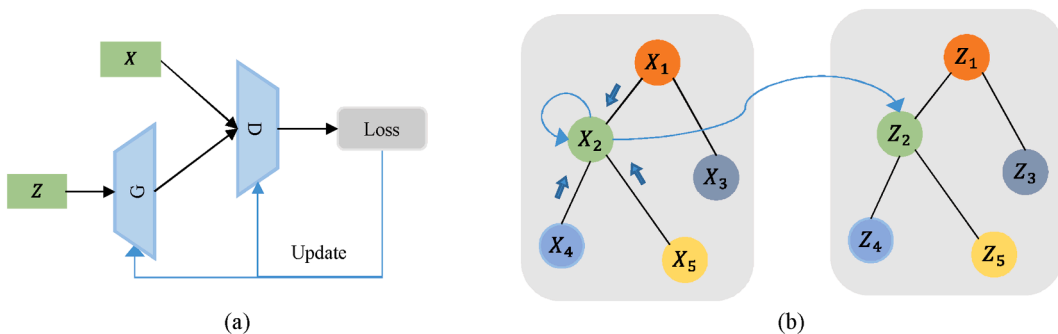 X
D
Loss
Z
G
Update
(a)
X₁
X₂
X₃
X₄
X₅
Z₁
Z₂
Z₃
Z₄
Z₅
(b)